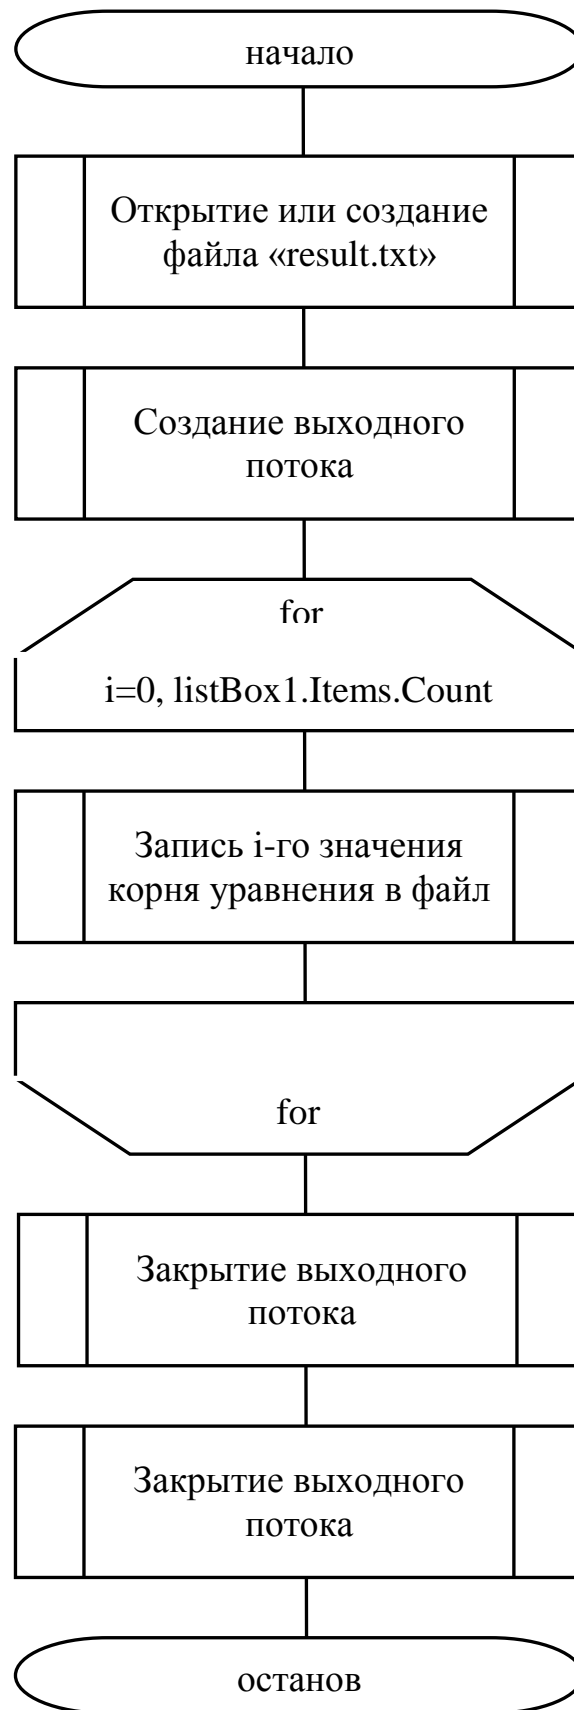 начало
Открытие или создание
файла «result.txt»
Создание выходного
потока
for
i=0, listBox1.Items.Count
Запись i-го значения
корня уравнения в файл
for
Закрытие выходного
потока
Закрытие выходного
потока
останов